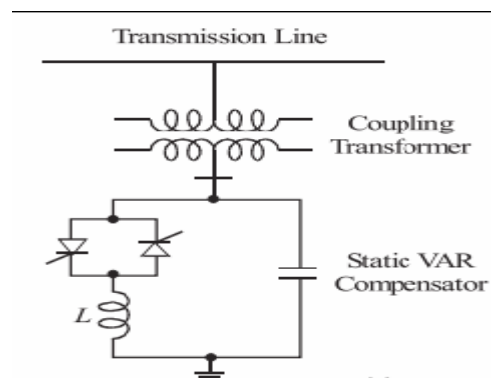 Transmission Line
Coupling
Transformer
Static VAR
Compensator
L